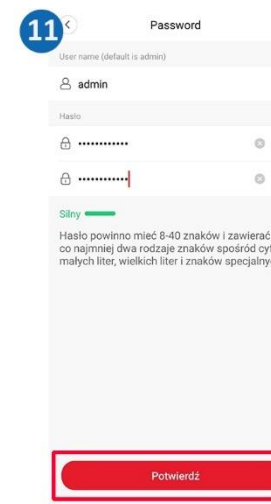 11
Password
User name (default is admin)
admin
Hasło
••••••••••••
••••••••••••
Silny
Hasło powinno mieć 8-40 znaków i zawierać
co najmniej dwa rodzaje znaków spośród cyf
małych liter, wielkich liter i znaków specjalny
Potwierdź